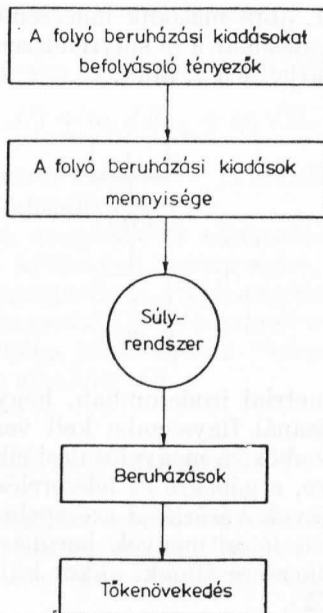 A folyó beruházási kiadásokat
befolyásoló tényezők
A folyó beruházási kiadások
mennyisége
Súly-
rendszer
Beruházások
Tőkenövekedés